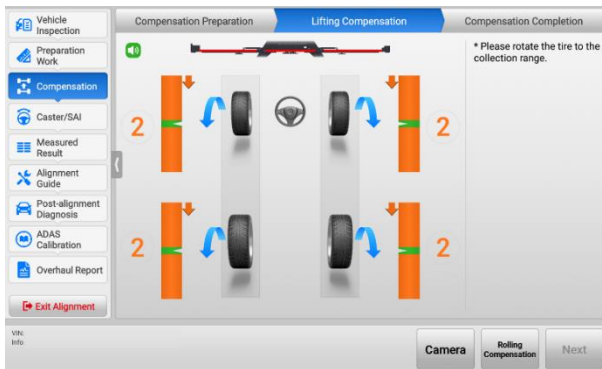 Vehicle
Inspection
Preparation
Work
Compensation
Caster/SAI
Measured
Result
Alignment
Guide
Post-alignment
Diagnosis
ADAS
Calibration
Overhaul Report
Exit Alignment
Compensation Preparation
Lifting Compensation
Compensation Completion
* Please rotate the tire to the
collection range.
2
2
2
2
VIN:
Info:
Camera
Rolling
Compensation
Next